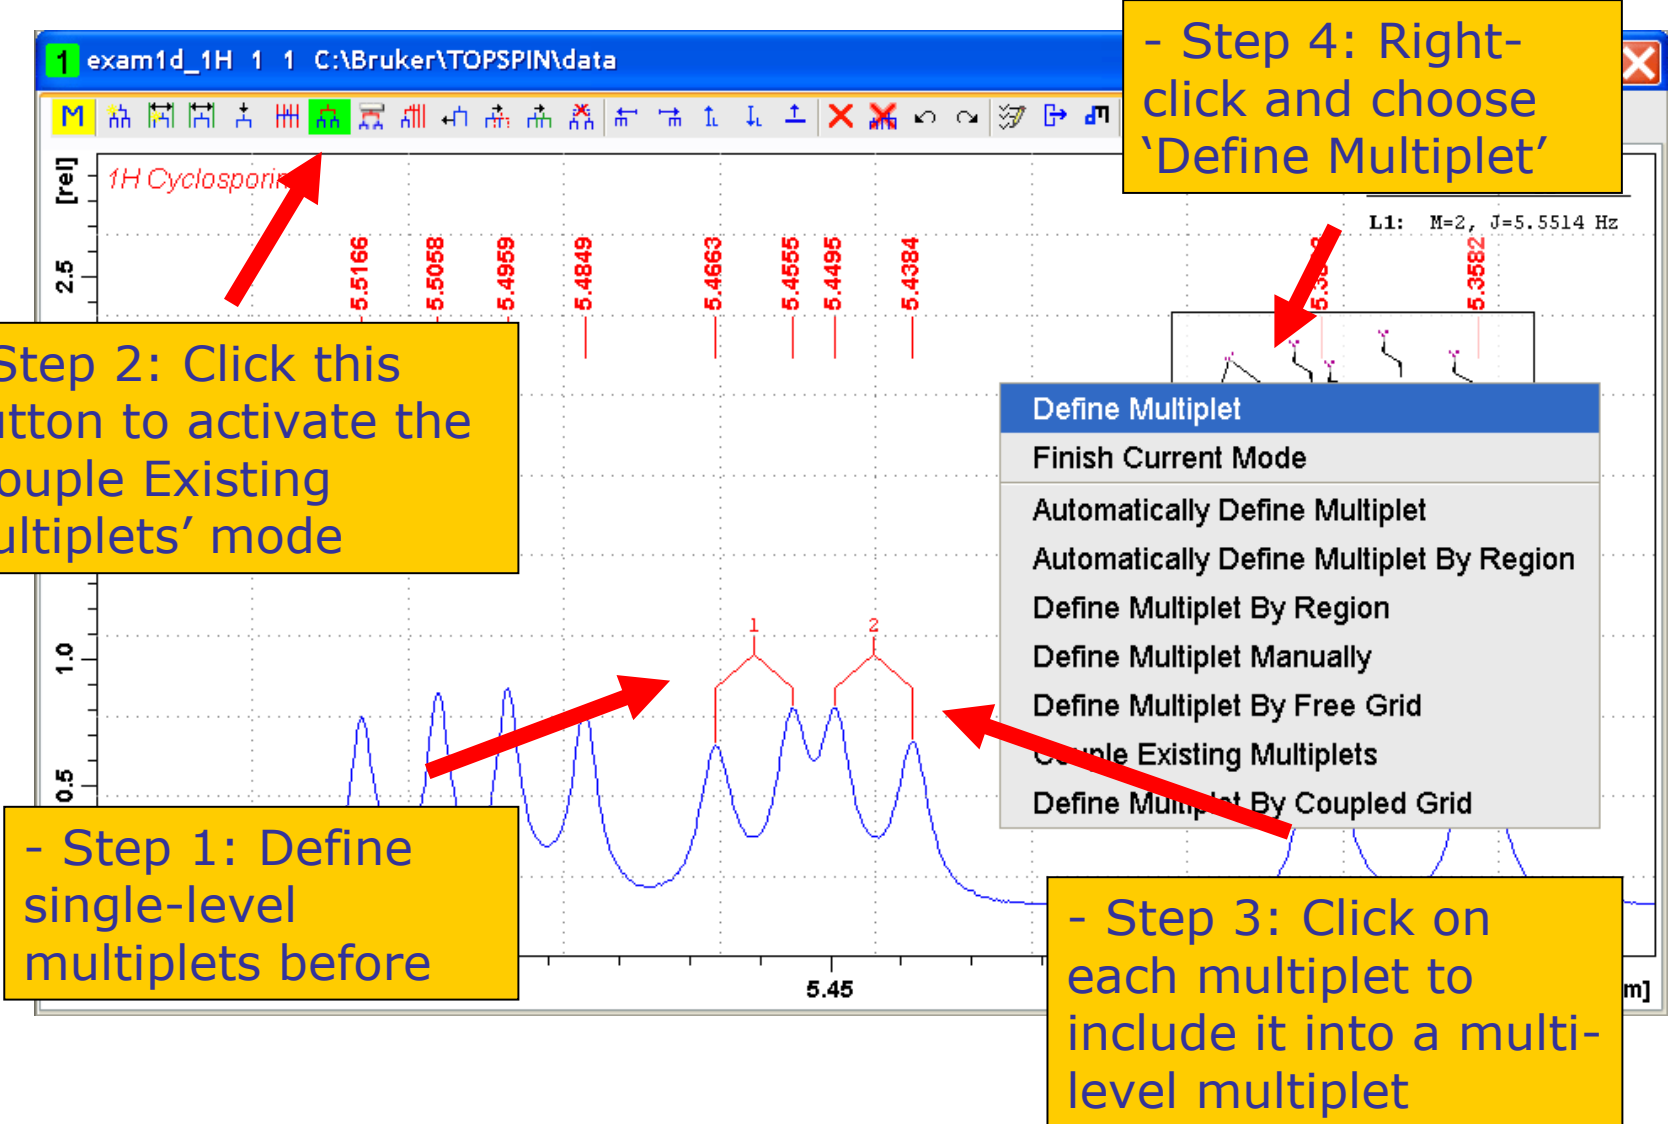 1 exam1d_1H 1 1 C:\Bruker\TOPSPIN\data
- Step 4: Right-
click and choose
‘Define Multiplet’
M
[rel]
1H Cyclosporin
L1: M=2, J=5.5514 Hz
5.5166
5.5058
5.4959
5.4849
5.4663
5.4555
5.4495
5.4384
5.3582
2.5
Step 2: Click this
utton to activate the
ouple Existing
ultiplets’ mode
Define Multiplet
Finish Current Mode
Automatically Define Multiplet
Automatically Define Multiplet By Region
Define Multiplet By Region
Define Multiplet Manually
Define Multiplet By Free Grid
Couple Existing Multiplets
Define Multiplet By Coupled Grid
1 2
1.0
0.5
- Step 1: Define
single-level
multiplets before
- Step 3: Click on
each multiplet to
include it into a multi-
level multiplet
5.45
m]